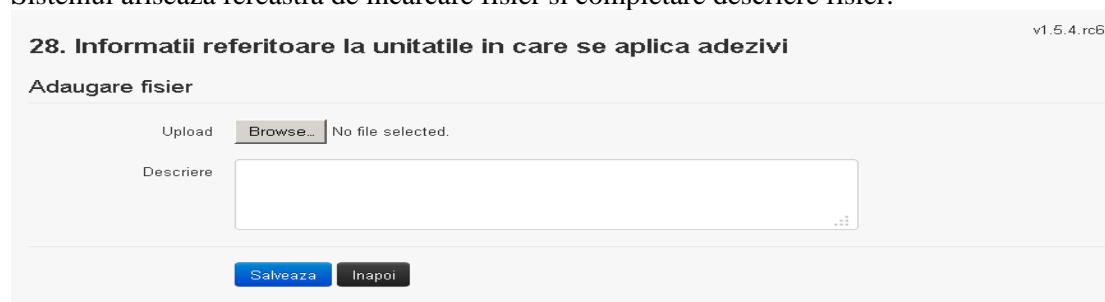 Sistemul afiseaza fereastra de incarcare fisier si completare descriere fisier.
v1.5.4.rc6
28. Informatii referitoare la unitatile in care se aplica adezivi
Adaugare fisier
Upload Browse... No file selected.
Descriere
Salveaza Inapoi